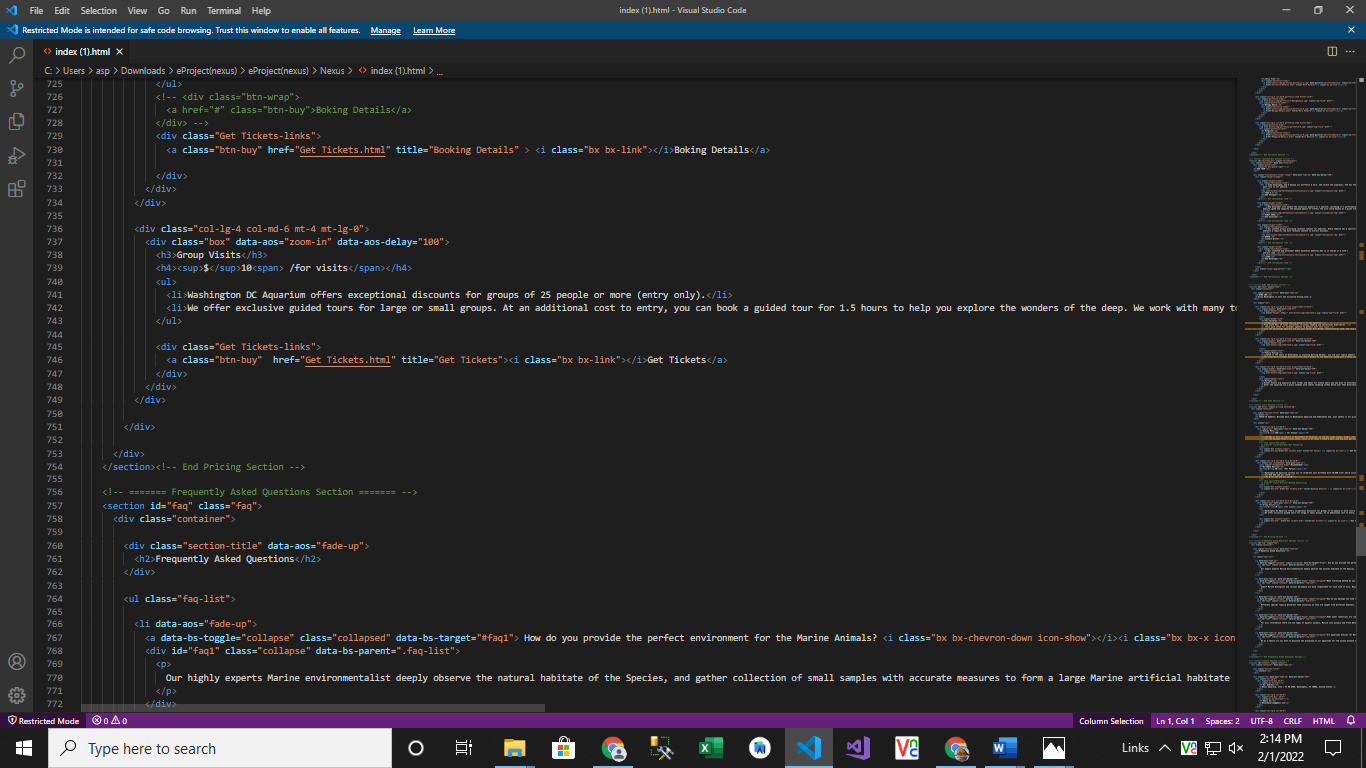 File Edit Selection View Go Run Terminal Help index (1).html - Visual Studio Code
Restricted Mode is intended for safe code browsing. Trust this window to enable all features. Manage Learn More
index (1).html
C: > Users > asp > Downloads > eProject(nexus) > eProject(nexus) > Nexus > index (1).html > ...
725 </ul>
726 <!-- <div class="btn-wrap">
727 <a href="#" class="btn-buy">Boking Details</a>
728 </div> -->
729 <div class="Get Tickets-links">
730 <a class="btn-buy" href="Get Tickets.html" title="Booking Details" > <i class="bx bx-link"></i>Boking Details</a>
731
732 </div>
733 </div>
734 </div>
735
736 <div class="col-lg-4 col-md-6 mt-4 mt-lg-0">
737 <div class="box" data-aos="zoom-in" data-aos-delay="100">
738 <h3>Group Visits</h3>
739 <h4><sup>$</sup>10<span> /for visits</span></h4>
740 <ul>
741 <li>Washington DC Aquarium offers exceptional discounts for groups of 25 people or more (entry only).</li>
742 <li>We offer exclusive guided tours for large or small groups. At an additional cost to entry, you can book a guided tour for 1.5 hours to help you explore the wonders of the deep. We work with many to
743 </ul>
744
745 <div class="Get Tickets-links">
746 <a class="btn-buy"  href="Get Tickets.html" title="Get Tickets"><i class="bx bx-link"></i>Get Tickets</a>
747 </div>
748 </div>
749 </div>
750
751 </div>
752
753 </div>
754 </section><!-- End Pricing Section -->
755
756 <!-- ======= Frequently Asked Questions Section ======= -->
757 <section id="faq" class="faq">
758 <div class="container">
759
760 <div class="section-title" data-aos="fade-up">
761 <h2>Frequently Asked Questions</h2>
762 </div>
763
764 <ul class="faq-list">
765
766 <li data-aos="fade-up">
767 <a data-bs-toggle="collapse" class="collapsed" data-bs-target="#faq1"> How do you provide the perfect environment for the Marine Animals? <i class="bx bx-chevron-down icon-show"></i><i class="bx bx-x icon
768 <div id="faq1" class="collapse" data-bs-parent=".faq-list">
769 <p>
770 Our highly experts Marine environmentalist deeply observe the natural habitate of the Species, and gather collection of small samples with accurate measures to form a large Marine artificial habitate
771 </p>
772 </div>
Restricted Mode 0 0 Column Selection Ln 1, Col 1 Spaces: 2 UTF-8 CRLF HTML
Type here to search Links 2:14 PM
2/1/2022